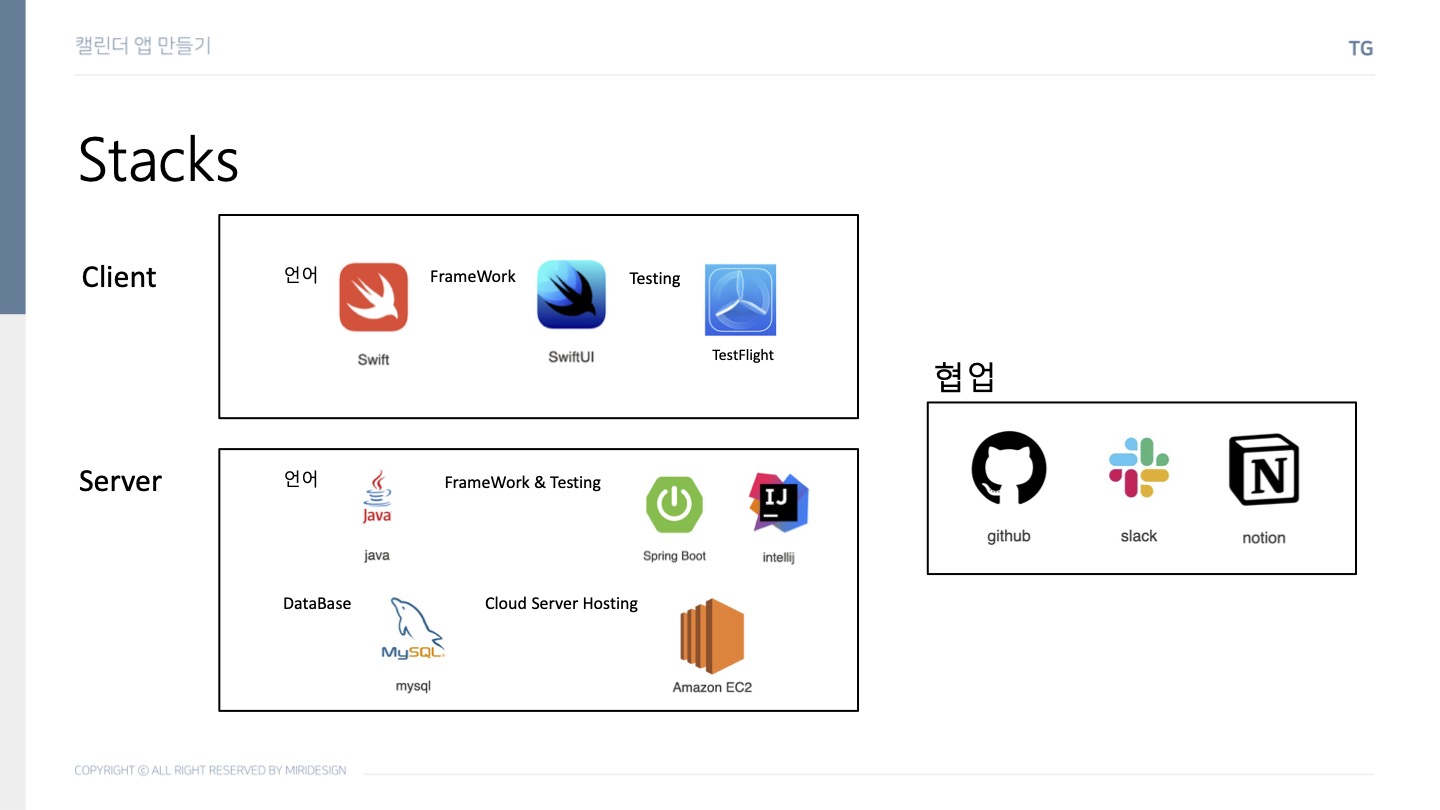 캘린더 앱 만들기
TG
Stacks
Client
언어
FrameWork
Testing
Swift
SwiftUI
TestFlight
협업
github
slack
N
notion
Server
언어
FrameWork & Testing
Java
IJ
java
Spring Boot
intellij
DataBase
Cloud Server Hosting
MySQL
mysql
Amazon EC2
COPYRIGHT ⓒ ALL RIGHT RESERVED BY MIRIDESIGN